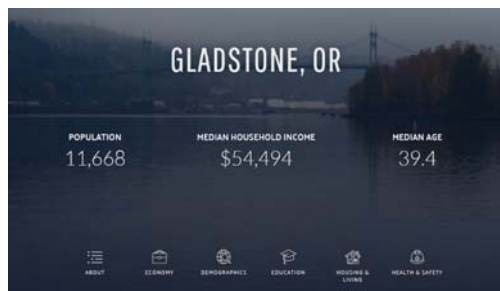 GLADSTONE, OR
POPULATION
11,668
MEDIAN HOUSEHOLD INCOME
$54,494
MEDIAN AGE
39.4
ABOUT
ECONOMY
DEMOGRAPHICS
EDUCATION
HOUSING &
LIVING
HEALTH & SAFETY